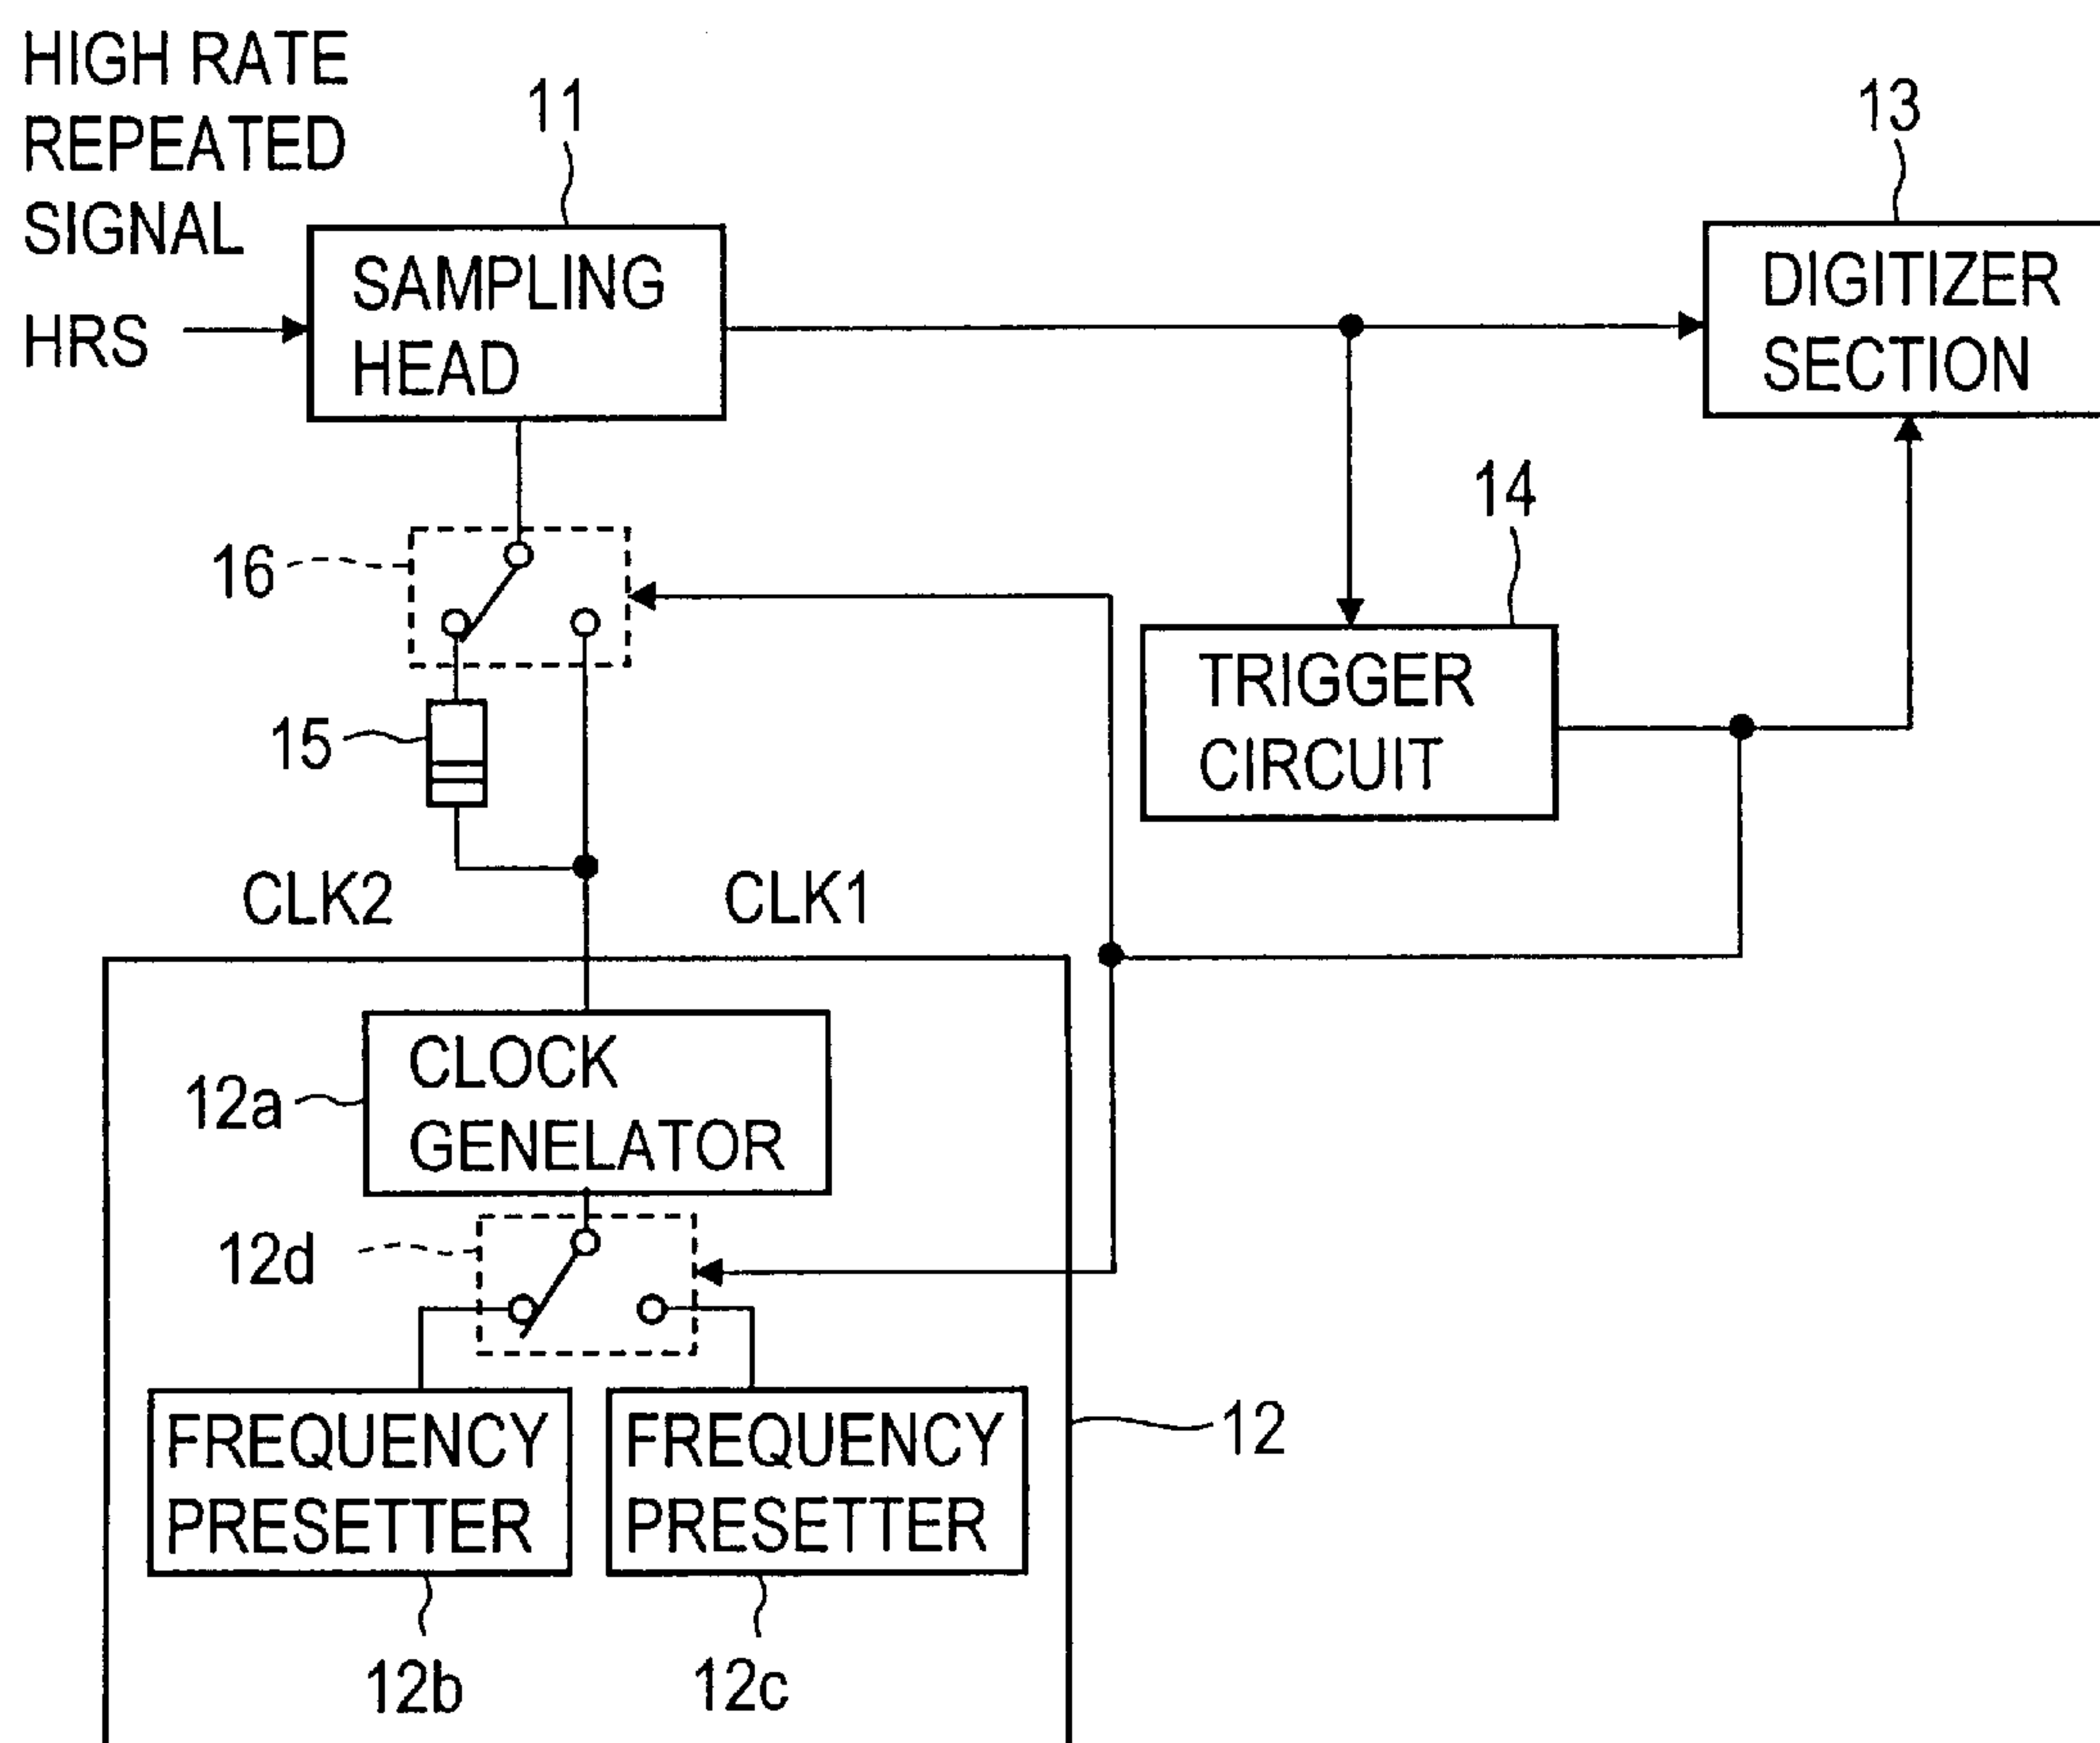 HIGH RATE
REPEATED
SIGNAL
HRS
11
SAMPLING
HEAD
13
DIGITIZER
SECTION
16
14
TRIGGER
CIRCUIT
15
CLK2
CLK1
12a
CLOCK
GENELATOR
12d
FREQUENCY
PRESETTER
FREQUENCY
PRESETTER
12
12b
12c